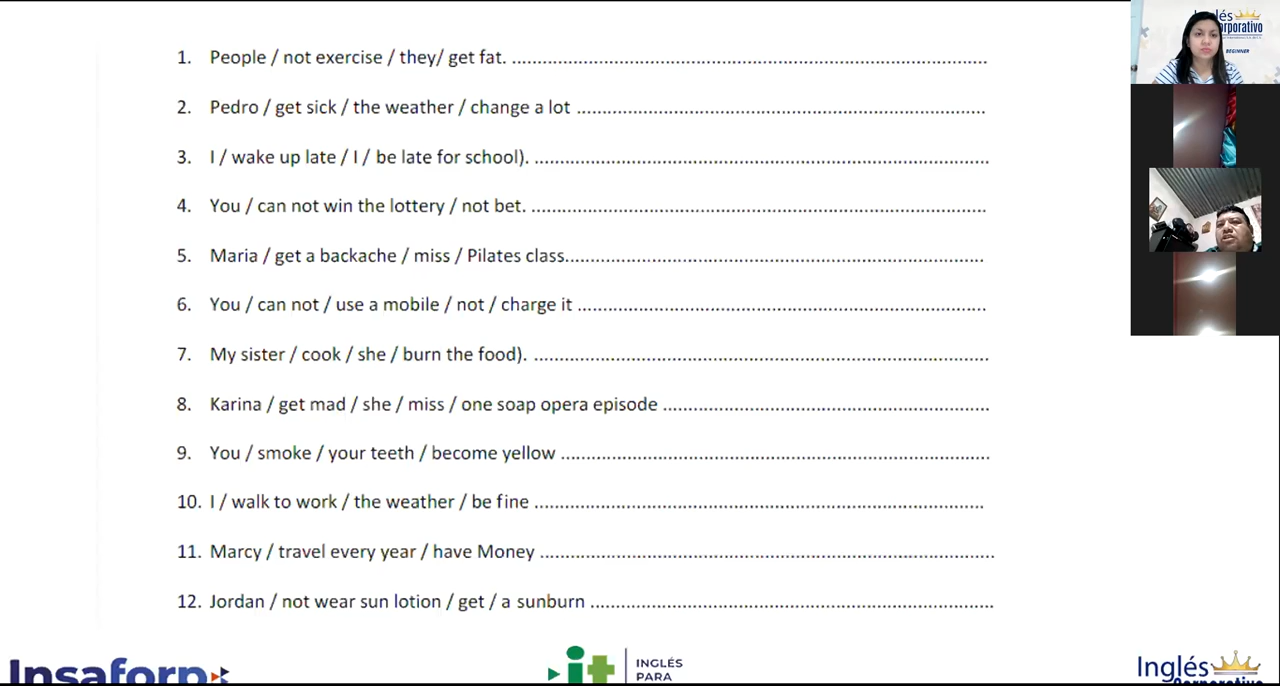 1. People / not exercise / they/ get fat. ..........................................................................................
2. Pedro / get sick / the weather / change a lot ..............................................................................
3. I / wake up late / I / be late for school). .......................................................................................
4. You / can not win the lottery / not bet. .......................................................................................
5. Maria / get a backache / miss / Pilates class................................................................................
6. You / can not / use a mobile / not / charge it ..............................................................................
7. My sister / cook / she / burn the food). .......................................................................................
8. Karina / get mad / she / miss / one soap opera episode ..............................................................
9. You / smoke / your teeth / become yellow ..................................................................................
10. I / walk to work / the weather / be fine ......................................................................................
11. Marcy / travel every year / have Money ......................................................................................
12. Jordan / not wear sun lotion / get / a sunburn .............................................................................
Insaforp
it INGLÉS
PARA
Inglés
Corporativo
BEGINNER